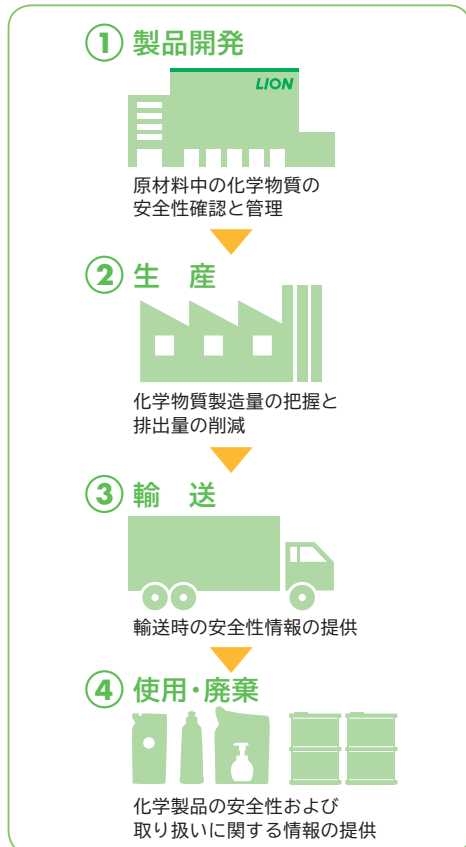 ① 製品開発
LION
原材料中の化学物質の
安全性確認と管理
② 生　産
化学物質製造量の把握と
排出量の削減
③ 輸　送
輸送時の安全性情報の提供
④ 使用・廃棄
化学製品の安全性および
取り扱いに関する情報の提供